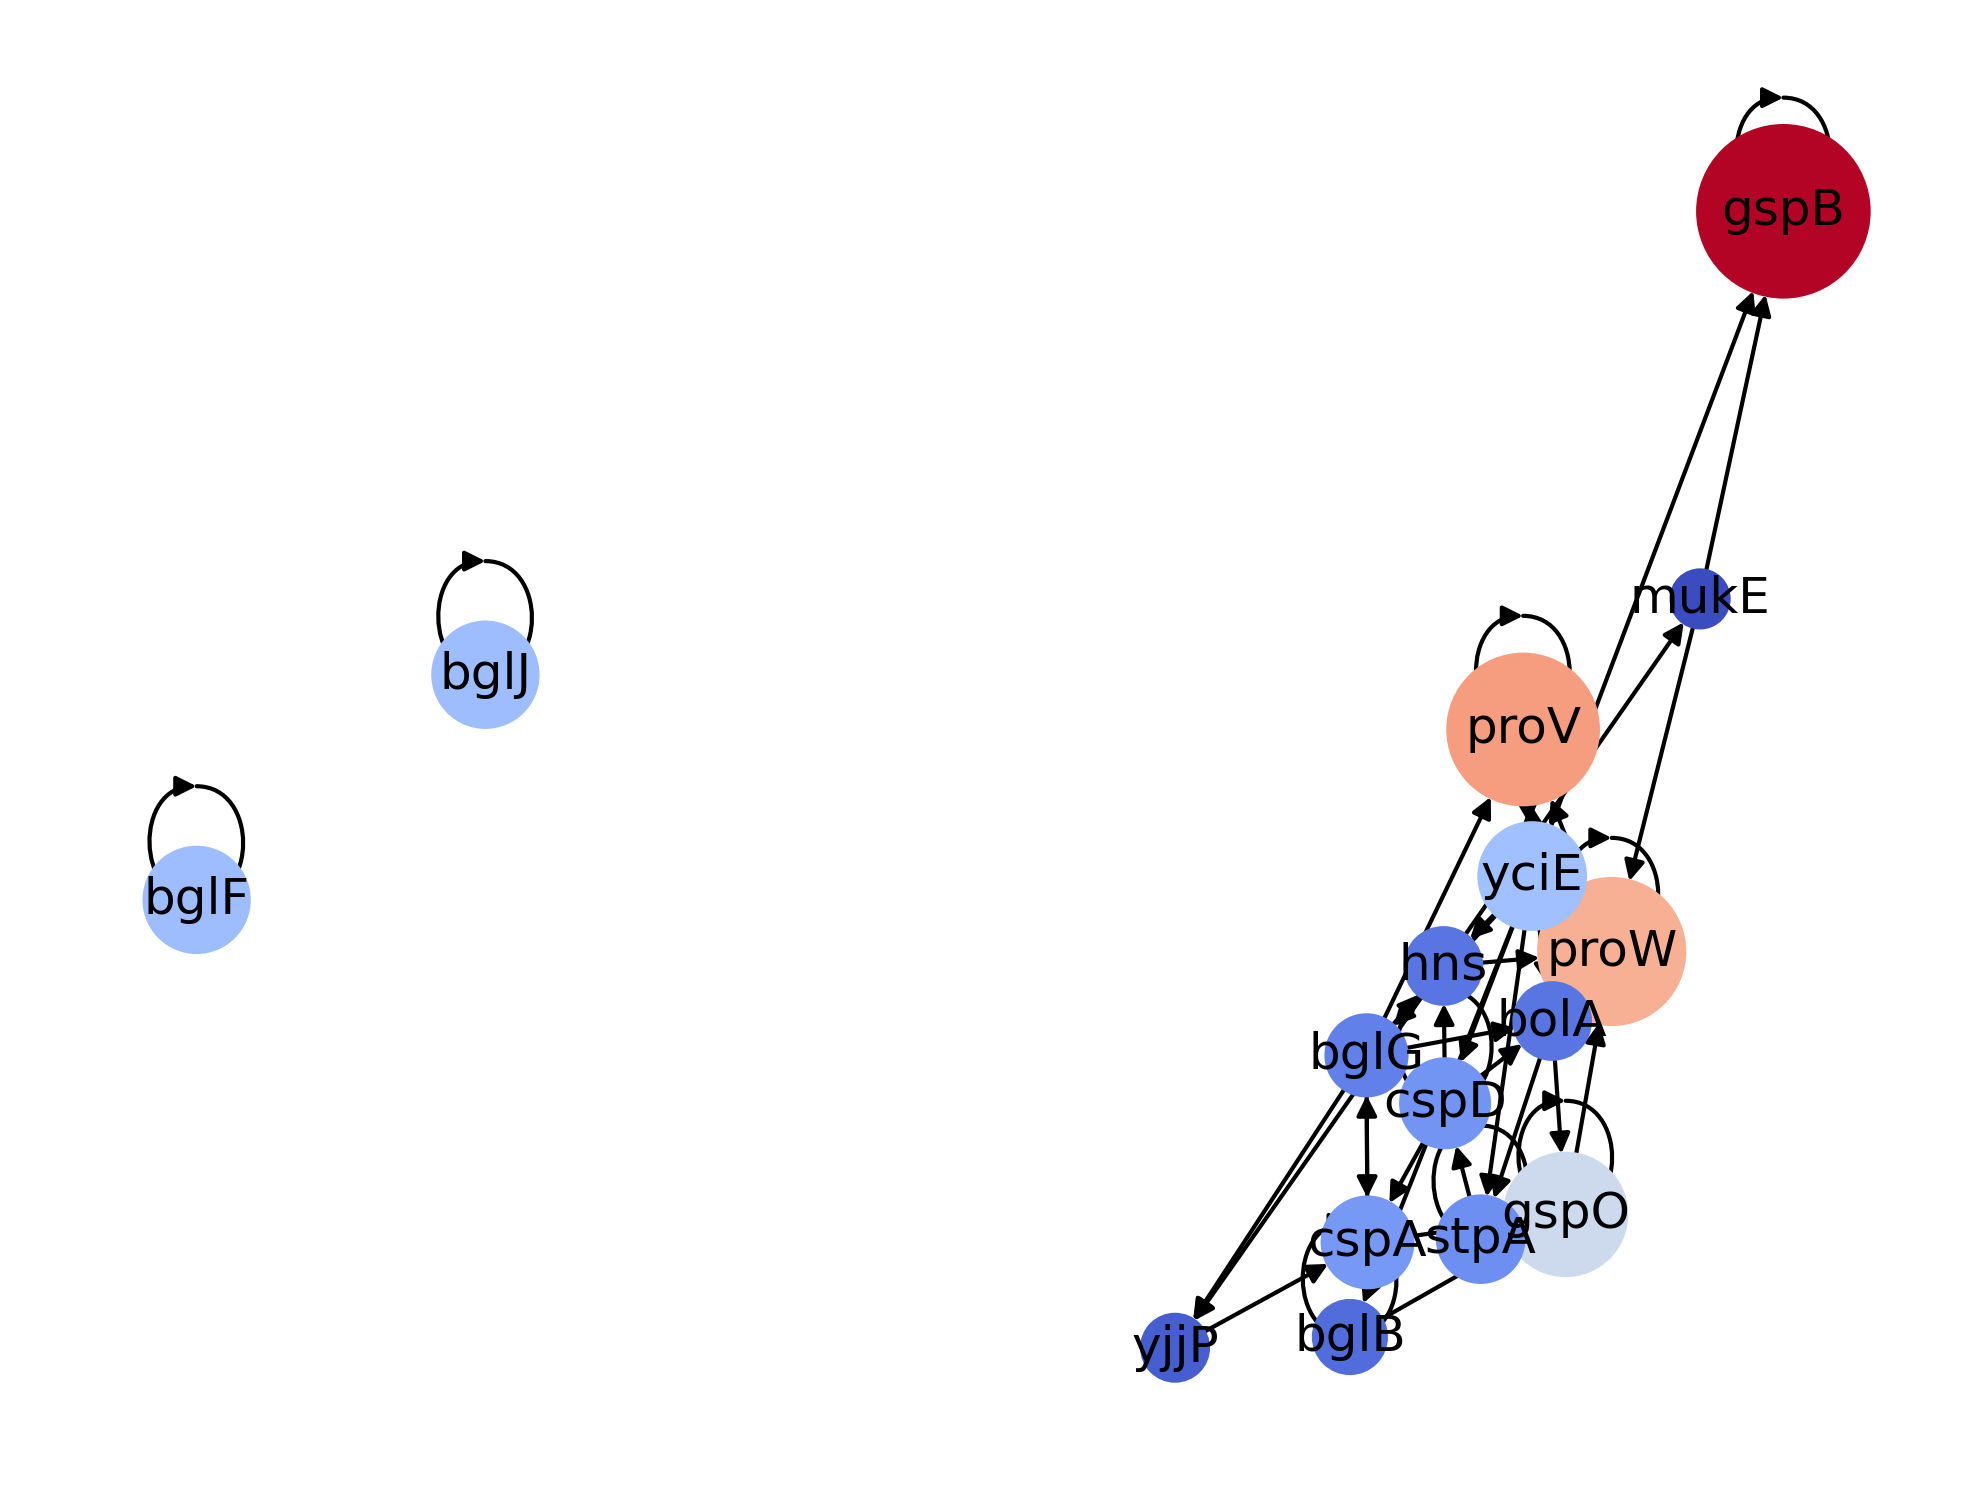 gspB
mukE
bglJ
proV
yciE
bglF
proW
hns
bolA
bglG
cspD
gspO
cspA
stpA
bglB
yjjP